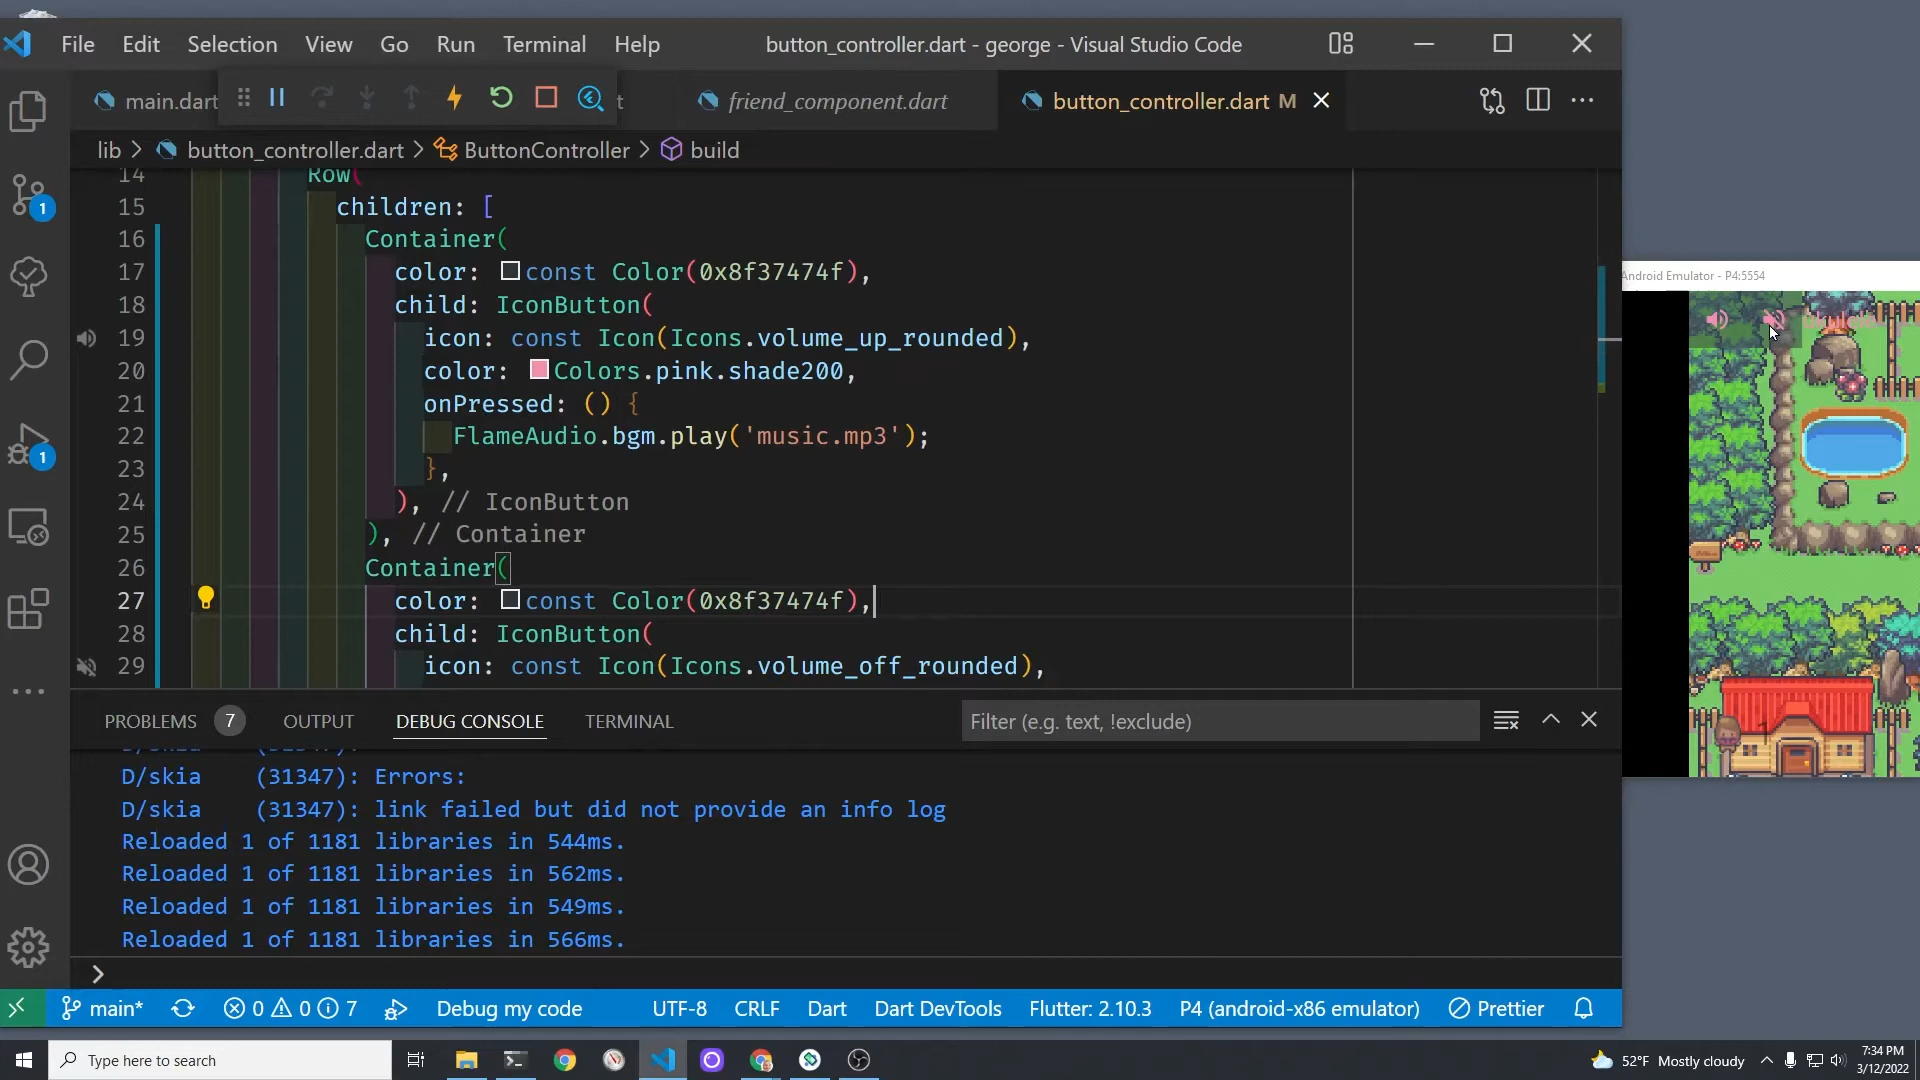 File Edit Selection View Go Run Terminal Help
button_controller.dart - george - Visual Studio Code
main.dart
t
friend_component.dart
button_controller.dart M
lib > button_controller.dart > ButtonController > build
14 Row(
15 children: [
16 Container(
17 color: const Color(0x8f37474f),
18 child: IconButton(
19 icon: const Icon(Icons.volume_up_rounded),
20 color: Colors.pink.shade200,
21 onPressed: () {
22 FlameAudio.bgm.play('music.mp3');
23 },
24 ), // IconButton
25 ), // Container
26 Container(
27 color: const Color(0x8f37474f),
28 child: IconButton(
29 icon: const Icon(Icons.volume_off_rounded),
Android Emulator - P4:5554
PROBLEMS 7 OUTPUT DEBUG CONSOLE TERMINAL
Filter (e.g. text, !exclude)
D/skia (31347): Errors:
D/skia (31347): link failed but did not provide an info log
Reloaded 1 of 1181 libraries in 544ms.
Reloaded 1 of 1181 libraries in 562ms.
Reloaded 1 of 1181 libraries in 549ms.
Reloaded 1 of 1181 libraries in 566ms.
>
1
1
main* 0 0 7 Debug my code UTF-8 CRLF Dart Dart DevTools Flutter: 2.10.3 P4 (android-x86 emulator) Prettier
Type here to search
52°F Mostly cloudy
7:34 PM
3/12/2022